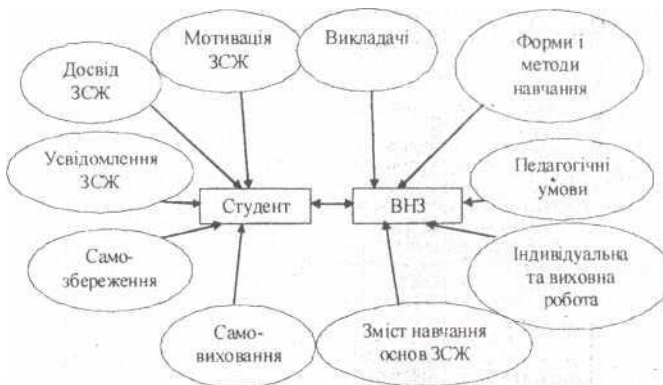 Мотивація
ЗСЖ
Викладачі
Форми і
методи
навчання
Досвід
ЗСЖ
Усвідомлення
ЗСЖ
Студент
ВНЗ
Педагогічні
умови
Само-
збереження
Індивідуальна
та виховна
робота
Само-
виховання
Зміст навчання
основ ЗСЖ